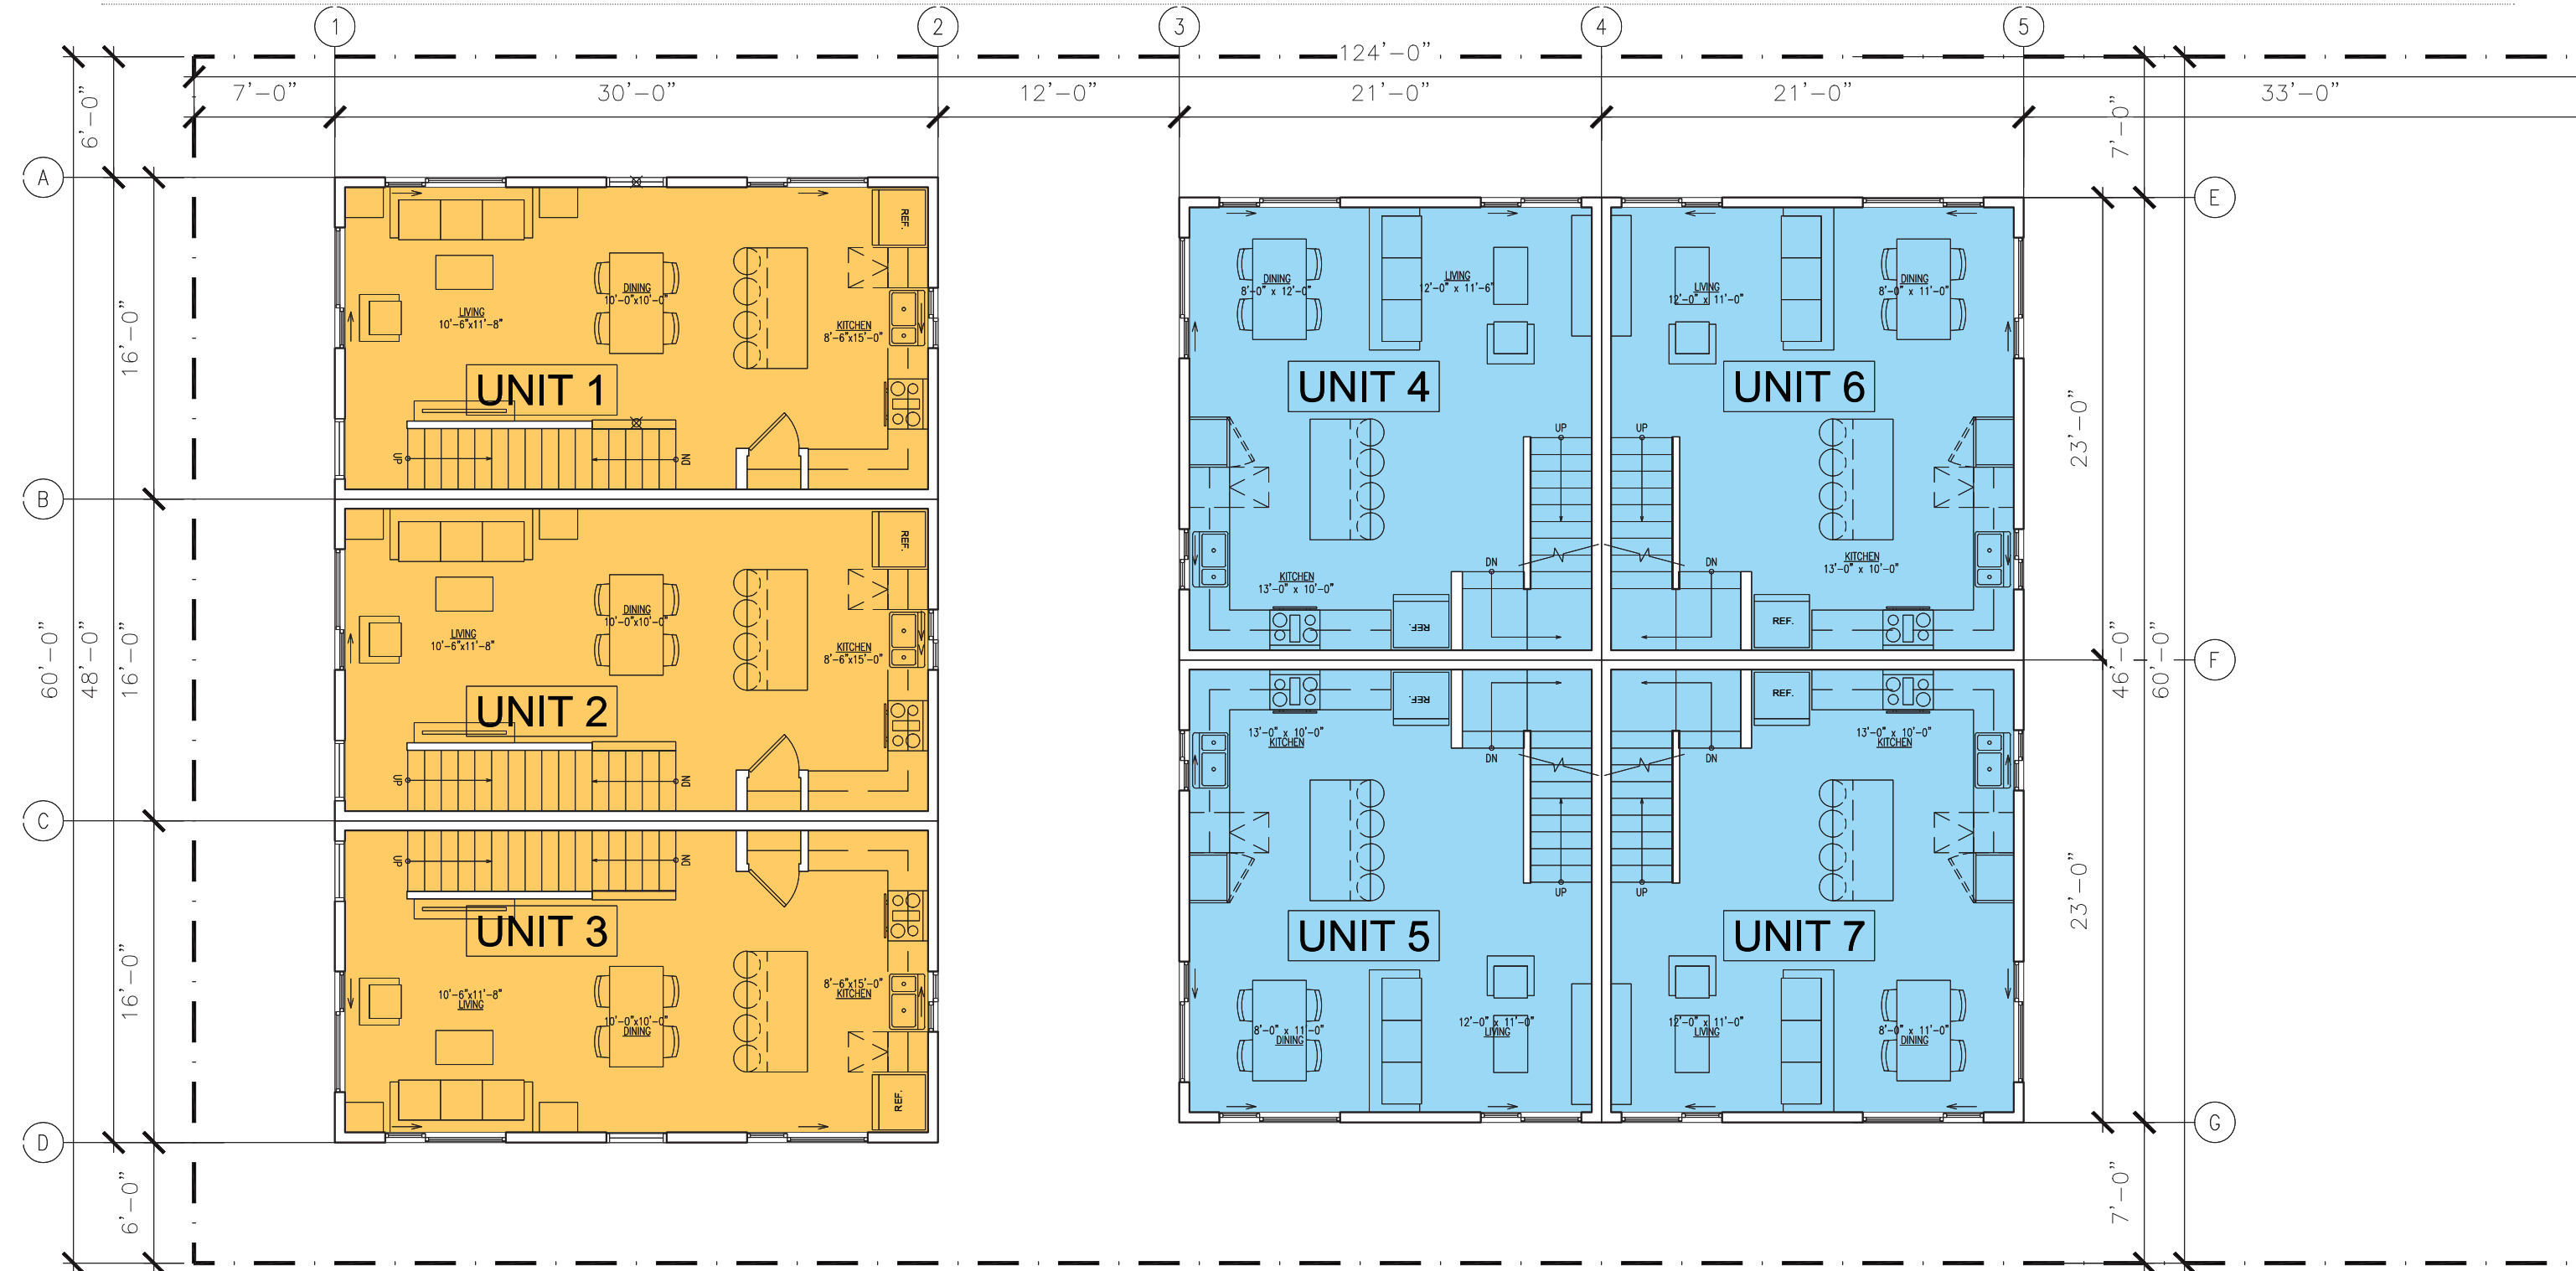 1
2
3
4
5
124'-0"
7'-0"
30'-0"
12'-0"
21'-0"
21'-0"
33'-0"
6'-0"
7'-0"
A
E
REF.
LIVING
10'-6"x11'-8"
DINING
10'-0"x10'-0"
KITCHEN
8'-6"x15'-0"
16'-0"
UNIT 1
UP
DN
DINING
8'-0" x 12'-0"
LIVING
12'-0" x 11'-6"
UNIT 4
UP
DN
KITCHEN
13'-0" x 10'-0"
REF.
LIVING
12'-0" x 11'-0"
DINING
8'-0" x 11'-0"
UNIT 6
UP
DN
KITCHEN
13'-0" x 10'-0"
REF.
23'-0"
B
REF.
LIVING
10'-6"x11'-8"
DINING
10'-0"x10'-0"
KITCHEN
8'-6"x15'-0"
60'-0"
48'-0"
16'-0"
UNIT 2
UP
DN
F
46'-0"
60'-0"
C
UP
DN
UNIT 3
10'-6"x11'-8"
LIVING
10'-0"x10'-0"
DINING
8'-6"x15'-0"
KITCHEN
REF.
16'-0"
REF.
13'-0" x 10'-0"
KITCHEN
DN
UP
UNIT 5
8'-0" x 11'-0"
DINING
12'-0" x 11'-0"
LIVING
REF.
13'-0" x 10'-0"
KITCHEN
DN
UP
UNIT 7
12'-0" x 11'-0"
LIVING
8'-0" x 11'-0"
DINING
23'-0"
D
G
6'-0"
7'-0"